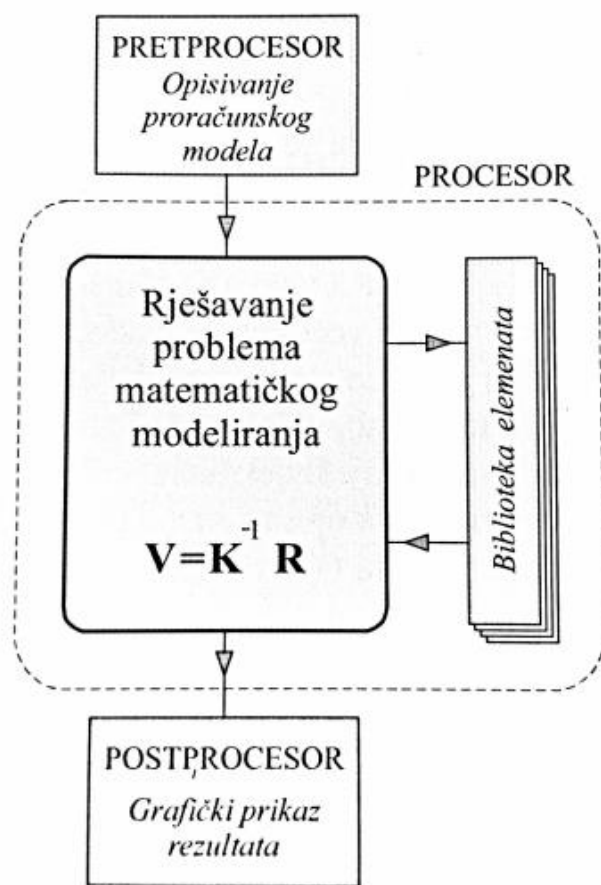 PRETPROCESOR
Opisivanje
proračunskog
modela
PROCESOR
Rješavanje
problema
matematičkog
modeliranja
V=K⁻¹ R
Biblioteka elemenata
POSTPROCESOR
Grafički prikaz
rezultata